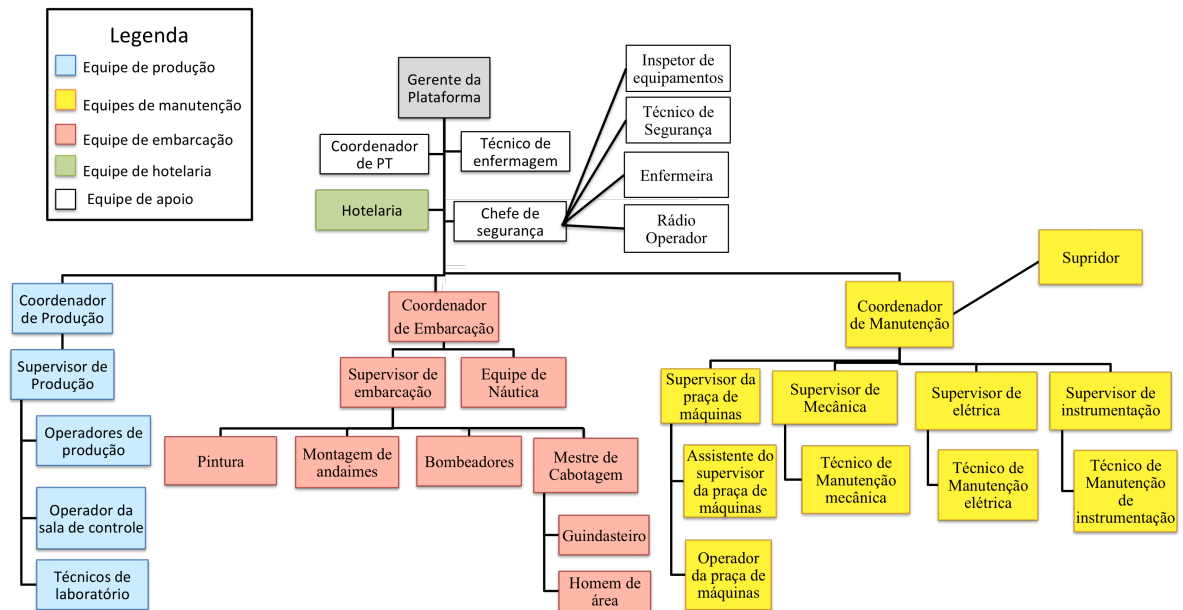 Legenda
Equipe de produção
Equipes de manutenção
Equipe de embarcação
Equipe de hotelaria
Equipe de apoio
Gerente da
Plataforma
Coordenador
de PT
Técnico de
enfermagem
Hotelaria
Chefe de
segurança
Inspetor de
equipamentos
Técnico de
Segurança
Enfermeira
Rádio
Operador
Supridor
Coordenador
de Produção
Supervisor de
Produção
Operadores de
produção
Operador da
sala de controle
Técnicos de
laboratório
Coordenador
de Embarcação
Supervisor de
embarcação
Equipe de
Náutica
Pintura
Montagem de
andaimes
Bombeadores
Mestre de
Cabotagem
Guindasteiro
Homem de
área
Coordenador
de Manutenção
Supervisor da
praça de
máquinas
Assistente do
supervisor
da praça de
máquinas
Operador
da praça de
máquinas
Supervisor de
Mecânica
Técnico de
Manutenção
mecânica
Supervisor de
elétrica
Técnico de
Manutenção
elétrica
Supervisor de
instrumentação
Técnico de
Manutenção
de
instrumentação